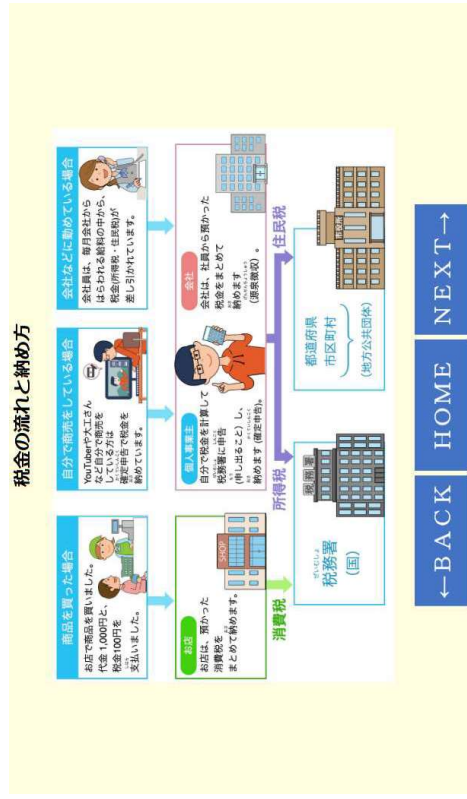 税金の流れと納め方
商品を買った場合
お店で商品を買いました。
代金1,000円と、
税金100円を
支払いました。
自分で商売をしている場合
YouTuberや大工さん
など自分で商売を
している方は
確定申告で税金を
納めています。
会社などに勤めている場合
会社員は、毎月会社から
はらわれる給料の中から、
税金(所得税・住民税)が
差し引かれています。
お店
お店は、預かった
消費税を
まとめて納めます。
SHOP
個人事業主
自分で税金を計算して
税務署に申告
(申し出ること)し、
納めます(確定申告)。
会社
会社は、社員から預かった
税金をまとめて
納めます
(源泉徴収)。
消費税
所得税
住民税
ぜいむしょ
税務署
(国)
税務署
都道府県
市区町村
(地方公共団体)
市役所
←BACK
HOME
NEXT→